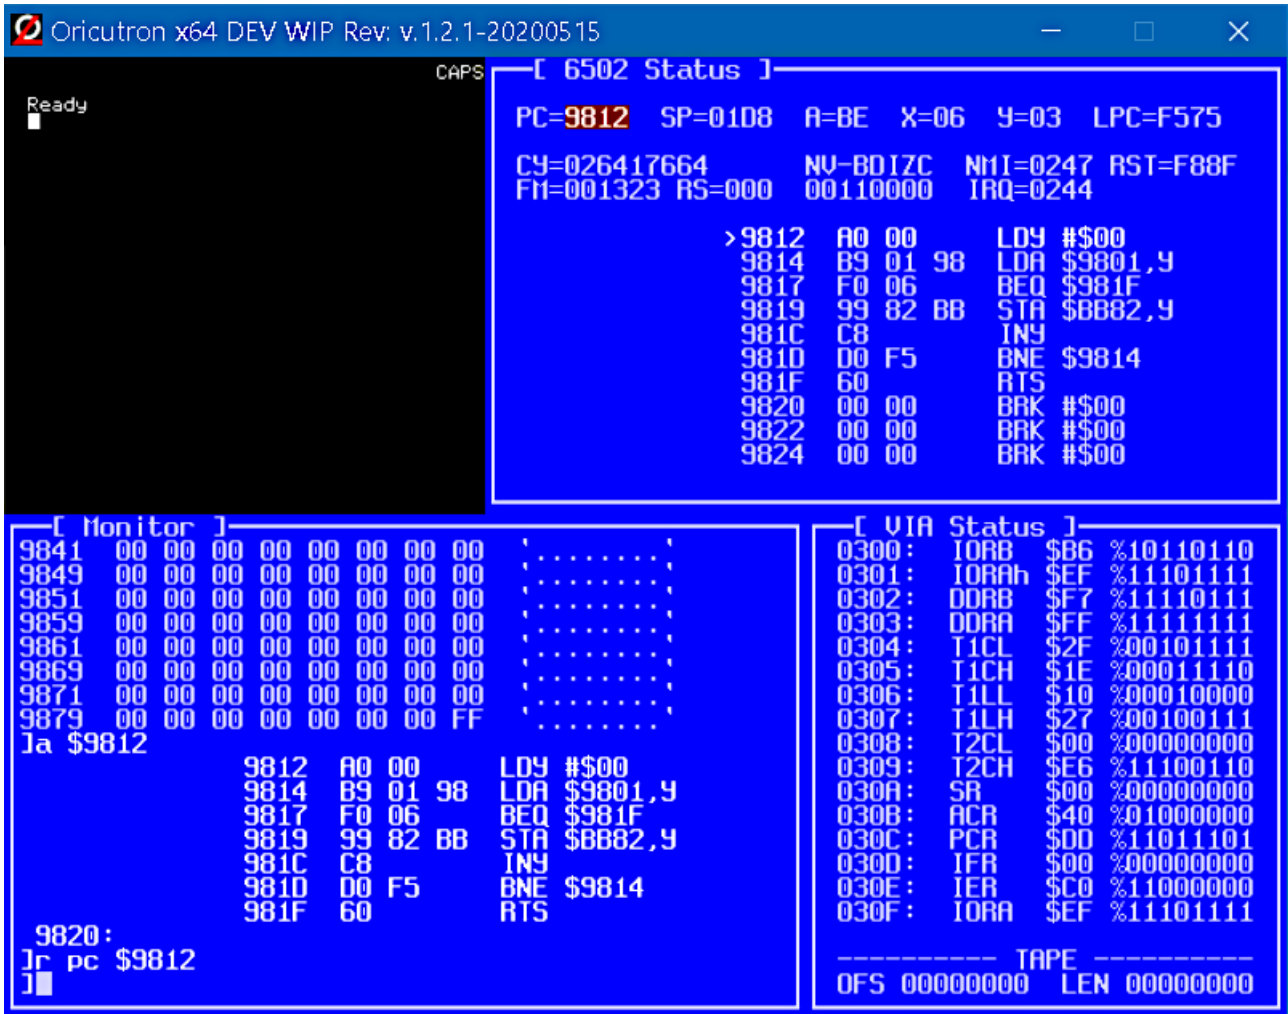 Oricutron x64 DEV WIP Rev: v.1.2.1-20200515
CAPS
Ready
[ 6502 Status ]
PC=9812 SP=01D8 A=BE X=06 Y=03 LPC=F575
CY=026417664 NV-BDIZC NMI=0247 RST=F88F
FM=001323 RS=000 00110000 IRQ=0244
>9812 A0 00 LDY #$00
9814 B9 01 98 LDA $9801,Y
9817 F0 06 BEQ $981F
9819 99 82 BB STA $BB82,Y
981C C8 INY
981D D0 F5 BNE $9814
981F 60 RTS
9820 00 00 BRK #$00
9822 00 00 BRK #$00
9824 00 00 BRK #$00
[ Monitor ]
9841 00 00 00 00 00 00 00 00 '........'
9849 00 00 00 00 00 00 00 00 '........'
9851 00 00 00 00 00 00 00 00 '........'
9859 00 00 00 00 00 00 00 00 '........'
9861 00 00 00 00 00 00 00 00 '........'
9869 00 00 00 00 00 00 00 00 '........'
9871 00 00 00 00 00 00 00 00 '........'
9879 00 00 00 00 00 00 00 FF '........'
]a $9812
9812 A0 00 LDY #$00
9814 B9 01 98 LDA $9801,Y
9817 F0 06 BEQ $981F
9819 99 82 BB STA $BB82,Y
981C C8 INY
981D D0 F5 BNE $9814
981F 60 RTS
9820:
]r pc $9812
]
[ VIA Status ]
0300: IORB $B6 %10110110
0301: IORAh $EF %11101111
0302: DDRB $F7 %11110111
0303: DDRA $FF %11111111
0304: T1CL $2F %00101111
0305: T1CH $1E %00011110
0306: T1LL $10 %00010000
0307: T1LH $27 %00100111
0308: T2CL $00 %00000000
0309: T2CH $E6 %11100110
030A: SR $00 %00000000
030B: ACR $40 %01000000
030C: PCR $DD %11011101
030D: IFR $00 %00000000
030E: IER $C0 %11000000
030F: IORA $EF %11101111
---------- TAPE ----------
OFS 00000000 LEN 00000000